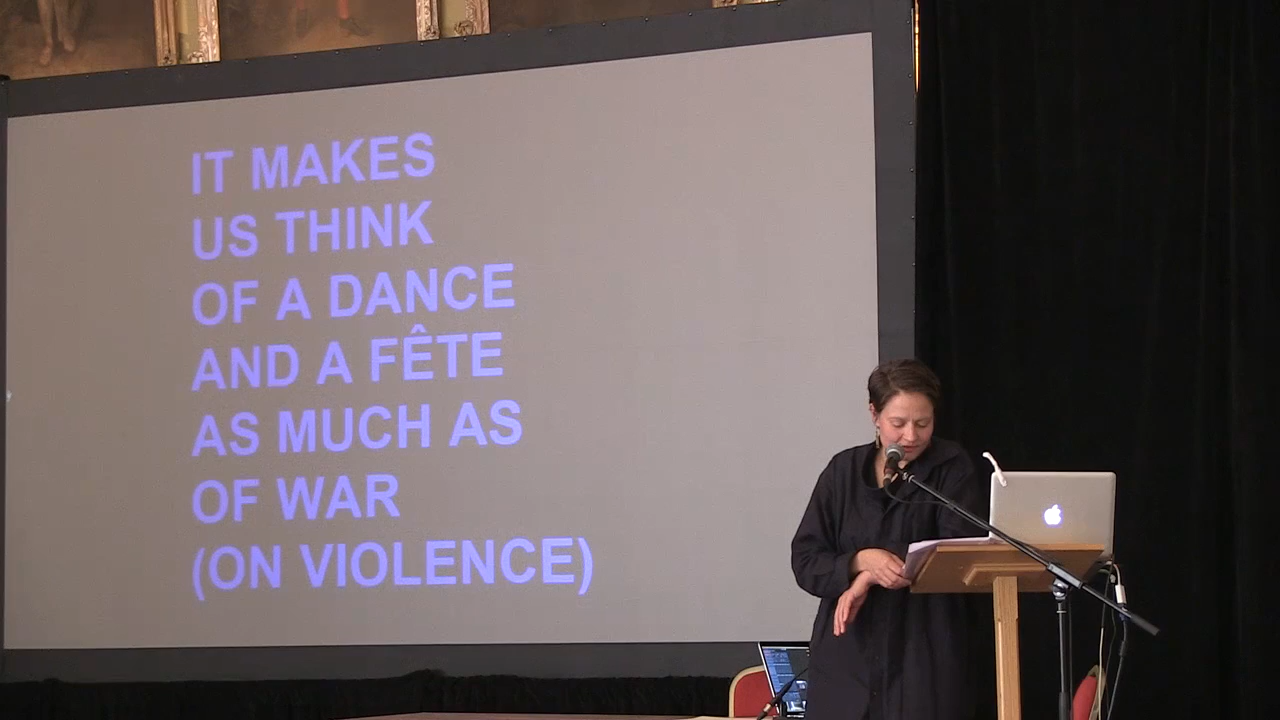 IT MAKES
US THINK
OF A DANCE
AND A FÊTE
AS MUCH AS
OF WAR
(ON VIOLENCE)